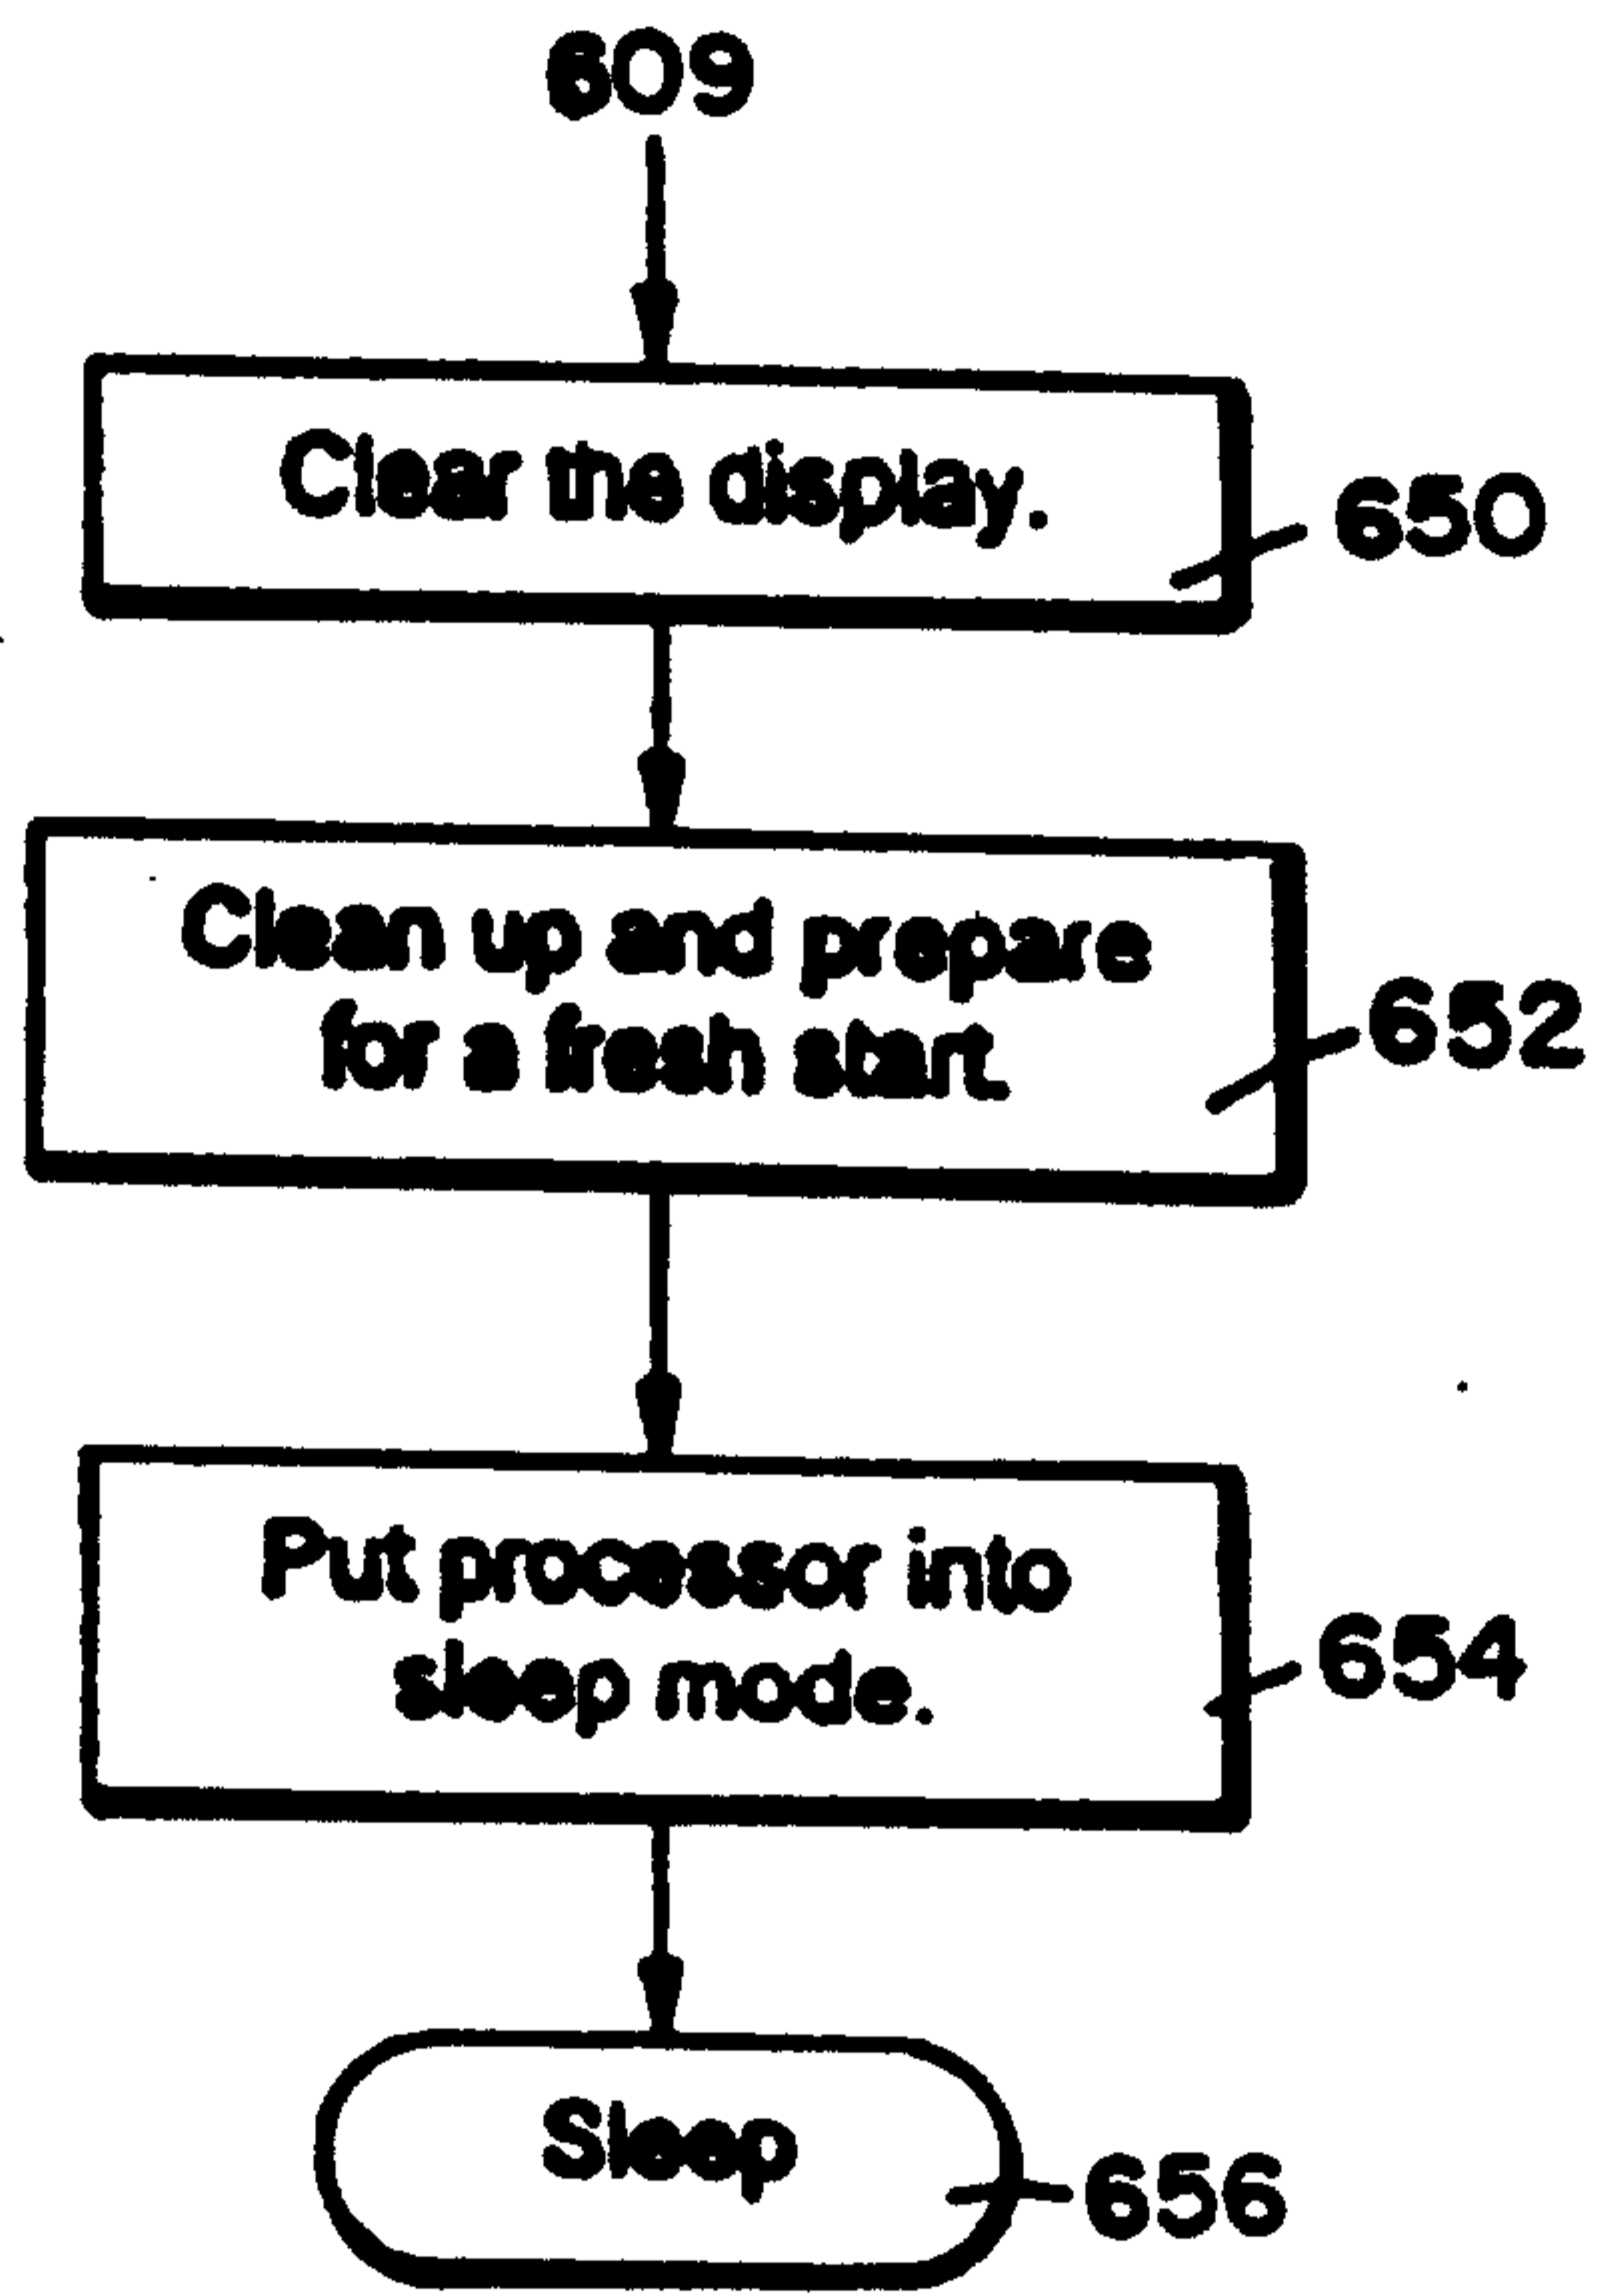 609
Clear the display.
650
Clean up and prepare
for a fresh start
652
Put processor into
sleep mode.
654
Sleep
656